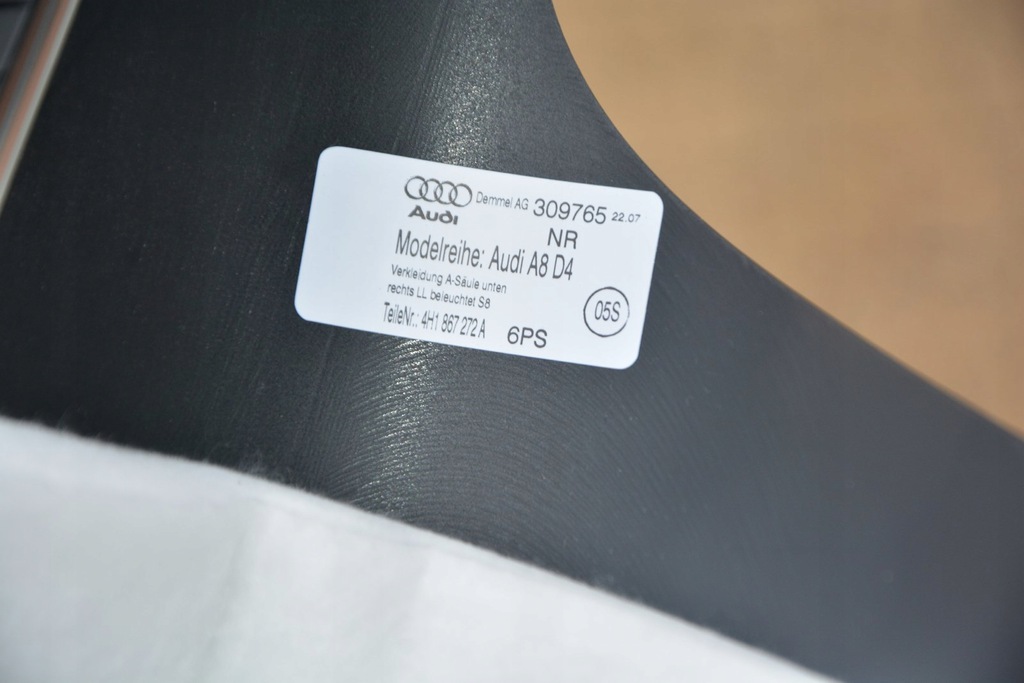 Audi Demmel AG 309765 22.07
NR
Modelreihe: Audi A8 D4
Verkleidung A-Säule unten
rechts LL beleuchtet S8
TeileNr.: 4H1 867 272 A 6PS
05S